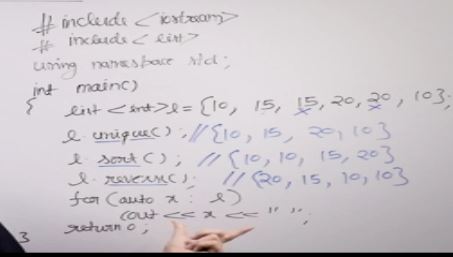 # include <iostream>
# include <list>
using namespace std;
int main()
{ list <int> l = {10, 15, 15, 20, 20, 10};
l. unique(); //{10, 15, 20, 10}
l. sort(); //{10, 10, 15, 20}
l. reverse(); //{20, 15, 10, 10}
for (auto x : l)
cout << x << " ";
return 0;
}